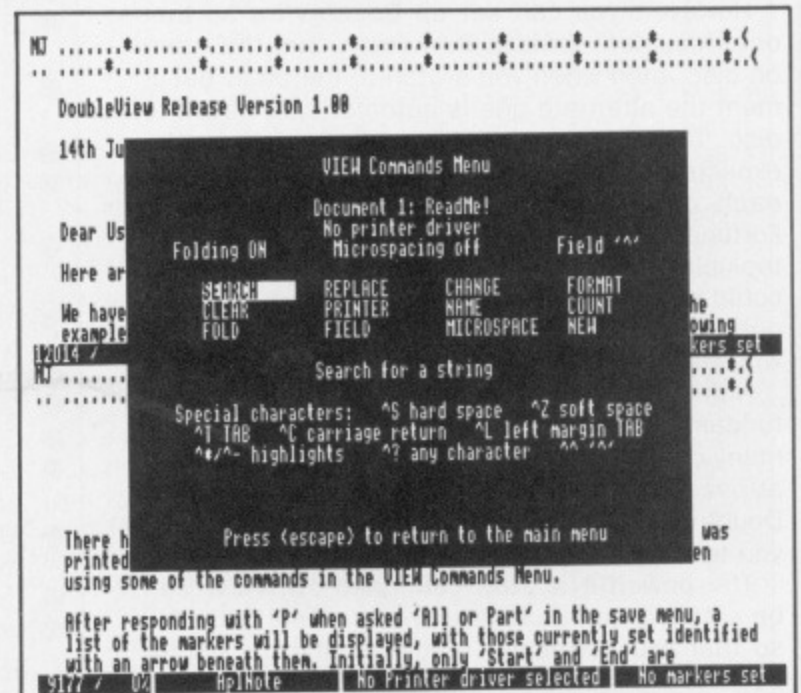 MJ .......*.......*.......*.......*.......*.......*.......*.......*.<
.. .......*.......*.......*.......*.......*.......*.......*.......*.<
DoubleView Release Version 1.00
14th Ju
VIEW Commands Menu
Document 1: ReadMe!
No printer driver
Dear Us
Folding ON Microspacing off Field '^'
Here ar
SEARCH REPLACE CHANGE FORMAT
We have CLEAR PRINTER NAME COUNT he
example FOLD FIELD MICROSPACE NEW owing
12014 / kers set
MJ ....... Search for a string ....*.<
.. ....... ....*.<
Special characters: ^S hard space ^Z soft space
^T TAB ^C carriage return ^L left margin TAB
^*/^- highlights ^? any character ^^ '^'
There h Press (escape) to return to the main menu was
printed en
using some of the commands in the VIEW Commands Menu.
After responding with 'P' when asked 'All or Part' in the save menu, a
list of the markers will be displayed, with those currently set identified
with an arrow beneath them. Initially, only 'Start' and 'End' are
9177 / 0% AplNote No Printer driver selected No markers set